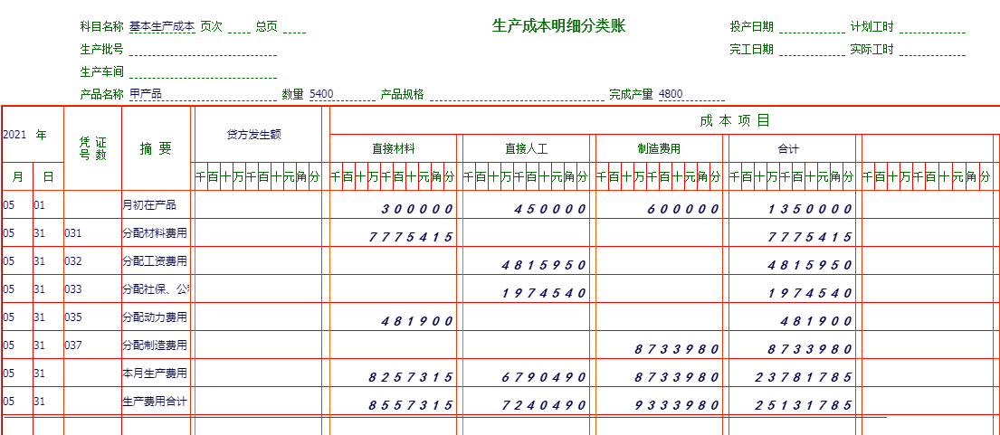 生产成本明细分类账
科目名称 基本生产成本 页次 总页 投产日期 计划工时
生产批号 完工日期 实际工时
生产车间
产品名称 甲产品 数量 5400 产品规格 完成产量 4800
2021 年 凭证号数 摘 要 贷方发生额 成 本 项 目
直接材料 直接人工 制造费用 合计
月 日 千百十万千百十元角分 千百十万千百十元角分 千百十万千百十元角分 千百十万千百十元角分 千百十万千百十元角分 千百十万千百十元角分
05 01 月初在产品 300000 450000 600000 1350000
05 31 031 分配材料费用 7775415 7775415
05 31 032 分配工资费用 4815950 4815950
05 31 033 分配社保、公 1974540 1974540
05 31 035 分配动力费用 481900 481900
05 31 037 分配制造费用 8733980 8733980
05 31 本月生产费用 8257315 6790490 8733980 23781785
05 31 生产费用合计 8557315 7240490 9333980 25131785